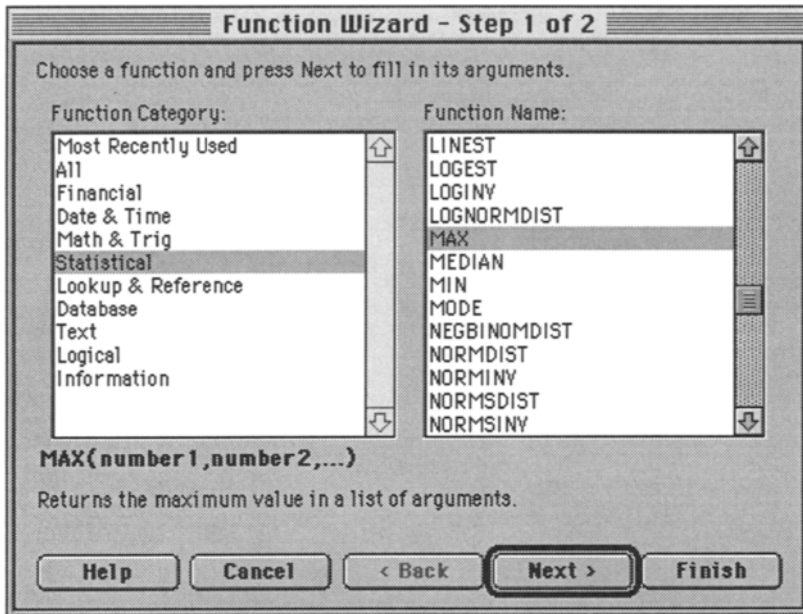 Function Wizard - Step 1 of 2
Choose a function and press Next to fill in its arguments.
Function Category:
Most Recently Used
All
Financial
Date & Time
Math & Trig
Statistical
Lookup & Reference
Database
Text
Logical
Information
Function Name:
LINEST
LOGEST
LOGINV
LOGNORMDIST
MAX
MEDIAN
MIN
MODE
NEGBINOMDIST
NORMDIST
NORMINV
NORMSDIST
NORMSINV
MAX(number1,number2,...)
Returns the maximum value in a list of arguments.
Help
Cancel
< Back
Next >
Finish